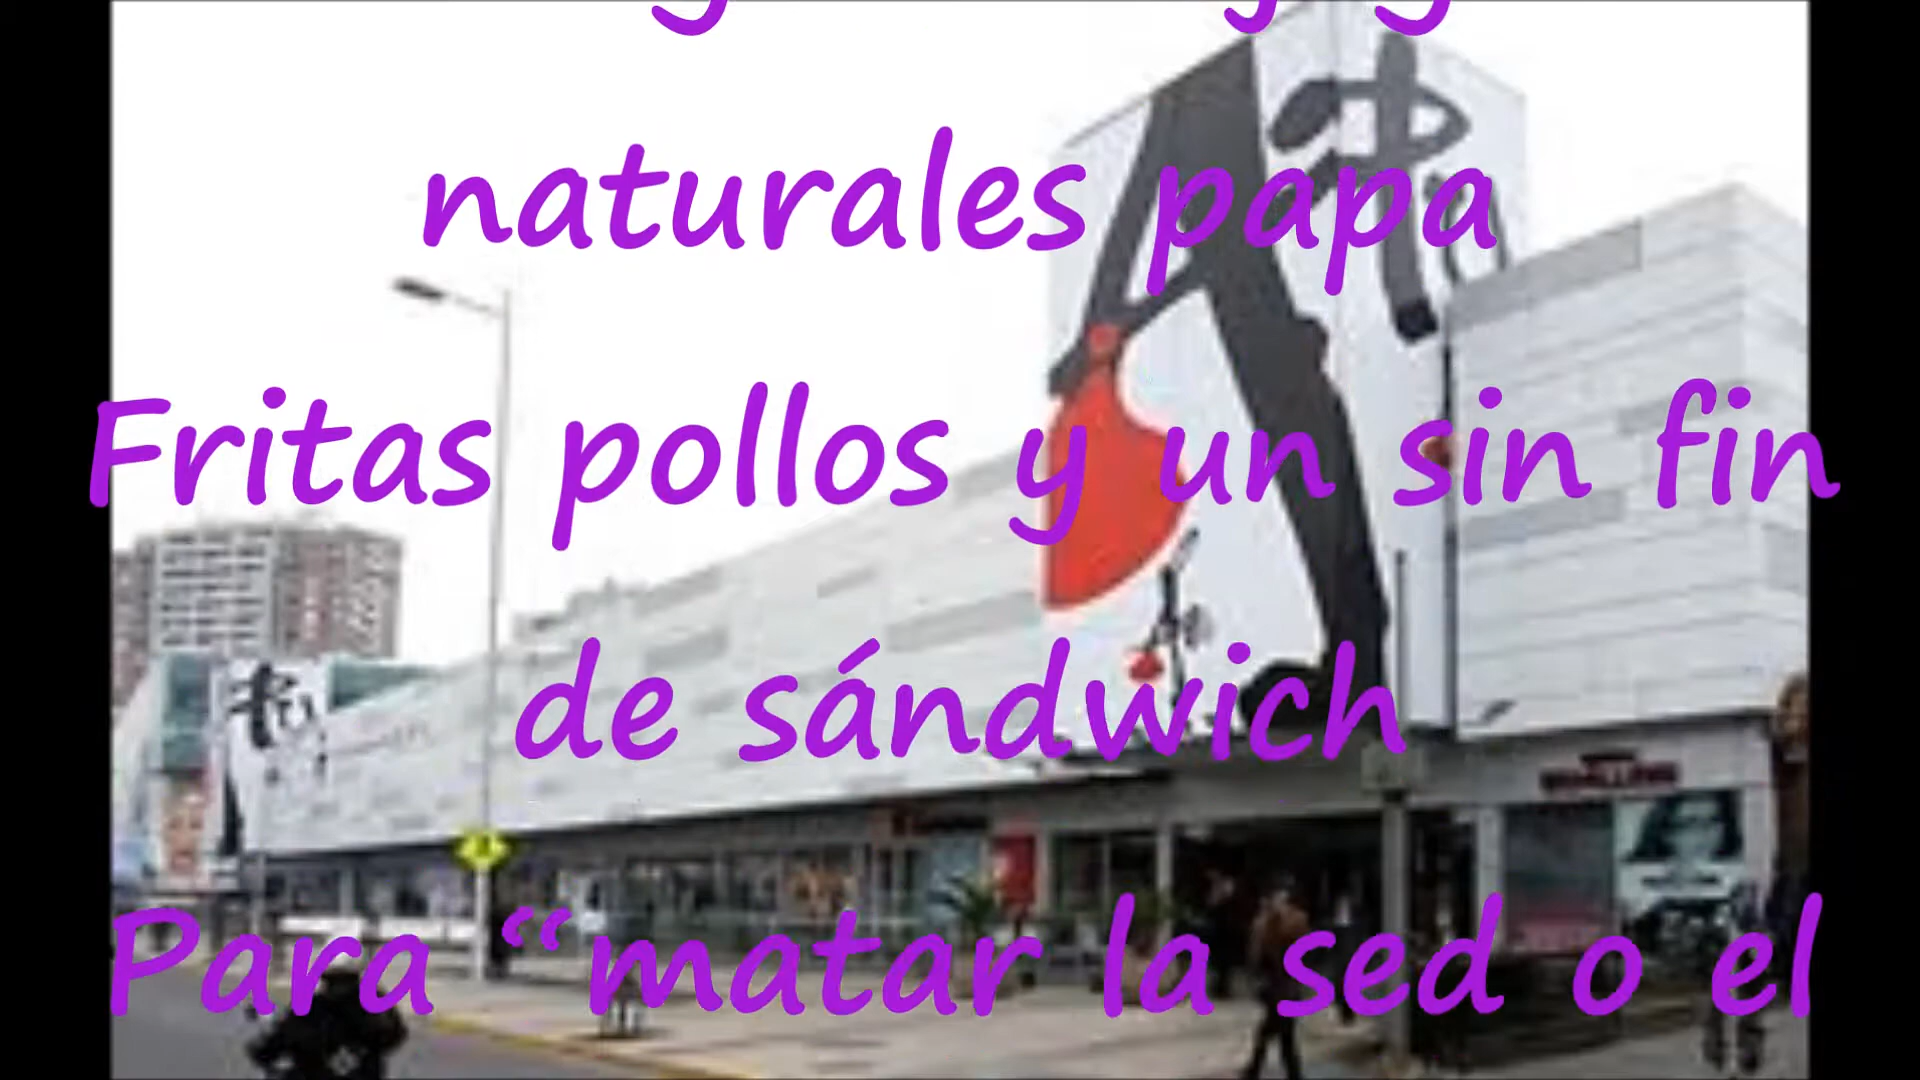 naturales papa
Fritas pollos y un sin fin
de sándwich
Para “matar la sed o el